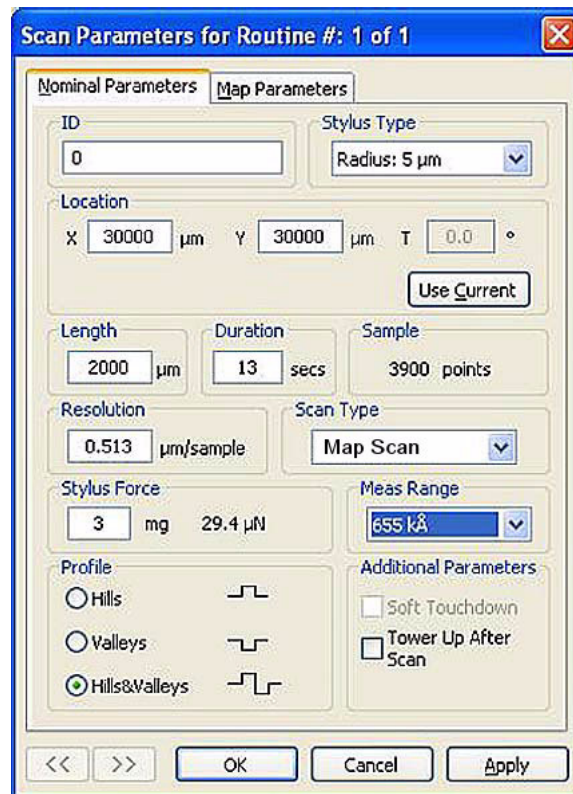 Scan Parameters for Routine #: 1 of 1
Nominal Parameters Map Parameters
ID Stylus Type
0 Radius: 5 µm
Location
X 30000 µm Y 30000 µm T 0.0 °
Use Current
Length Duration Sample
2000 µm 13 secs 3900 points
Resolution Scan Type
0.513 µm/sample Map Scan
Stylus Force Meas Range
3 mg 29.4 µN 655 kÅ
Profile Additional Parameters
Hills Soft Touchdown
Valleys Tower Up After
Scan
Hills&Valleys
<< >> OK Cancel Apply